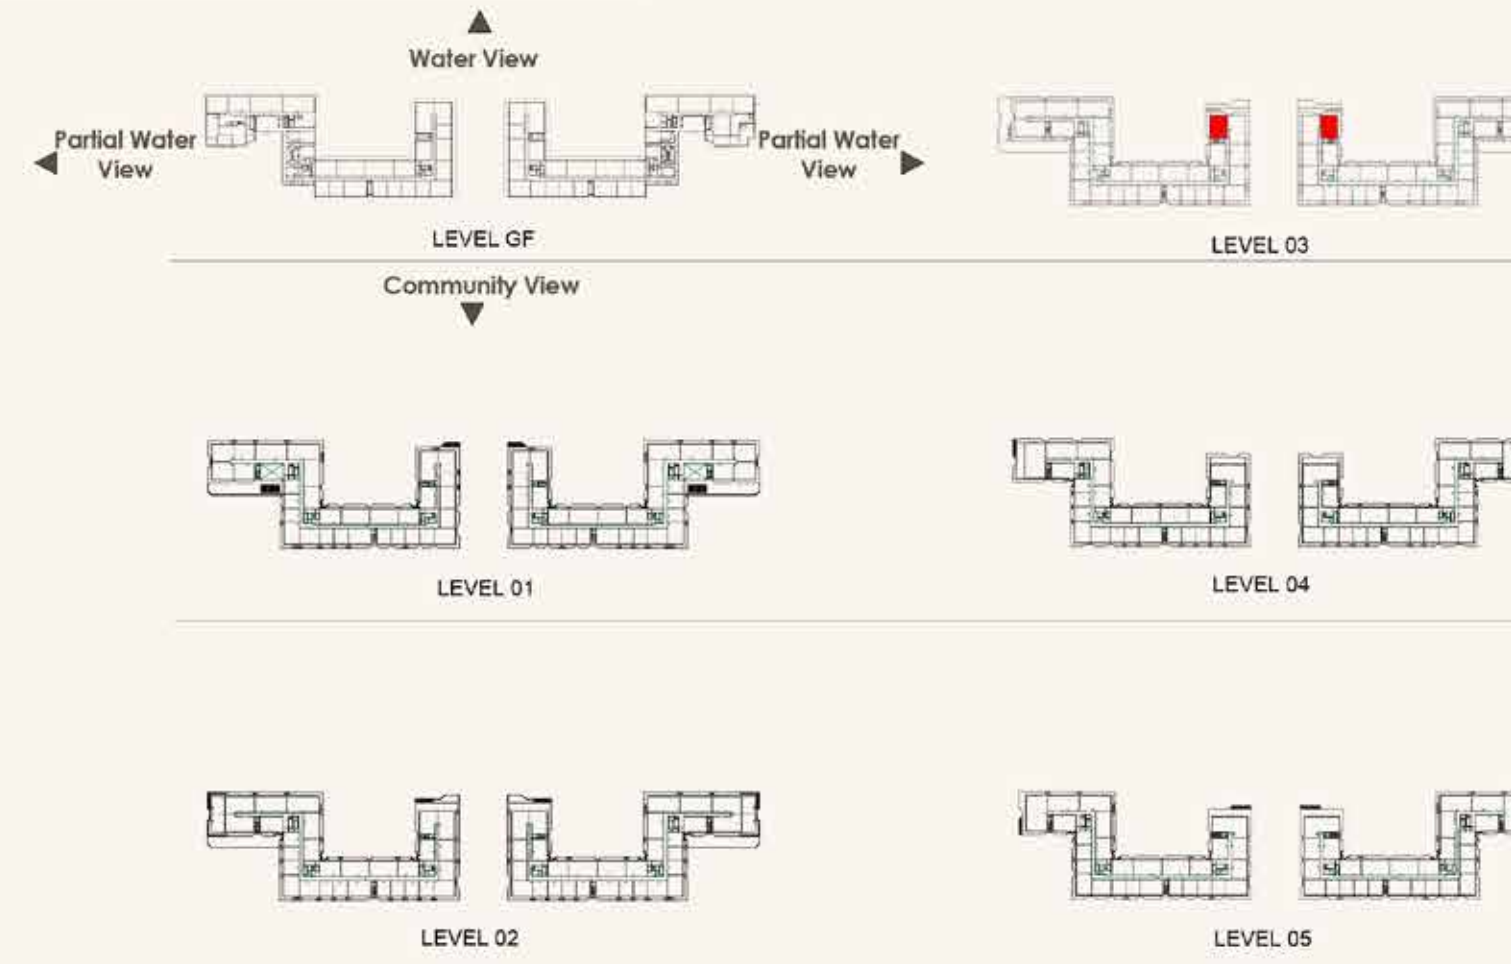 Water View
Partial Water
View
Partial Water
View
LEVEL GF
LEVEL 03
Community View
LEVEL 01
LEVEL 04
LEVEL 02
LEVEL 05